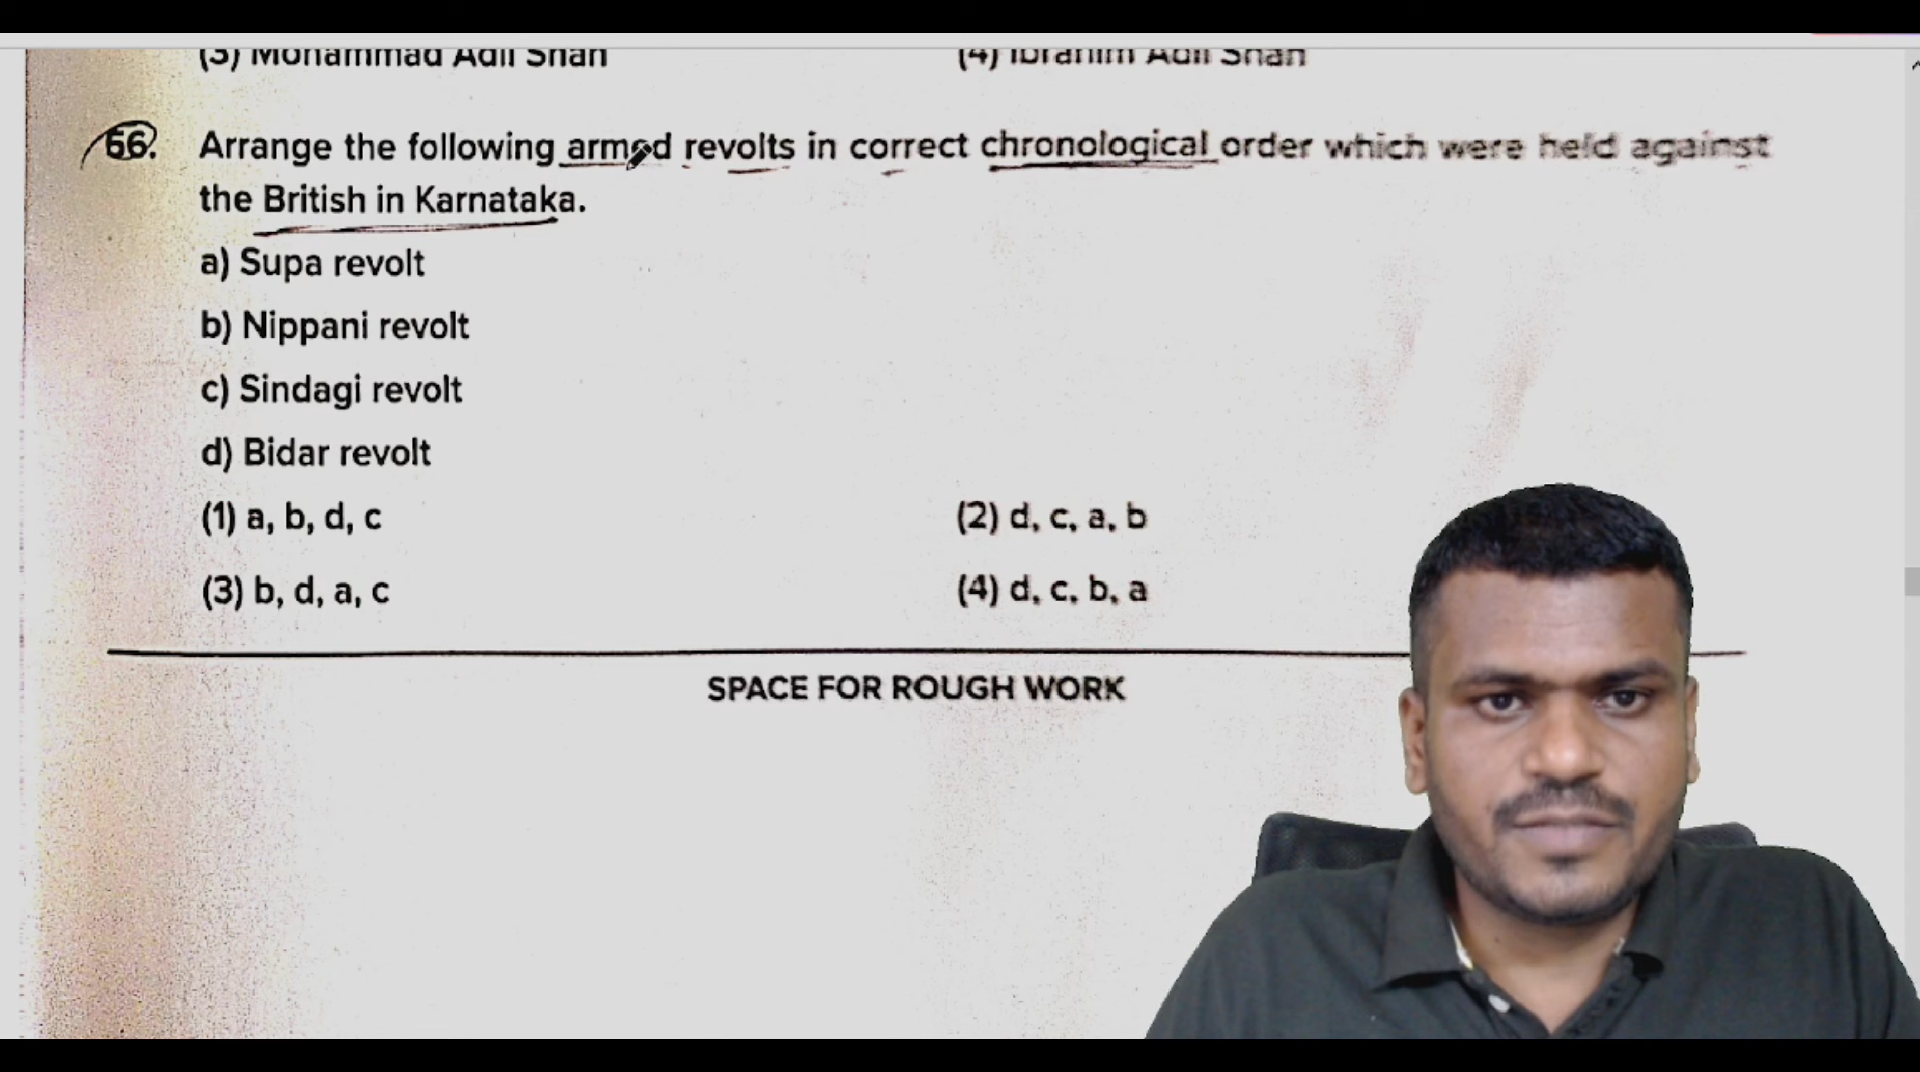 (3) Mohammad Adil Shah
(4) Ibrahim Adil Shah
56. Arrange the following armed revolts in correct chronological order which were held against
the British in Karnataka.
a) Supa revolt
b) Nippani revolt
c) Sindagi revolt
d) Bidar revolt
(1) a, b, d, c
(2) d, c, a, b
(3) b, d, a, c
(4) d, c, b, a
SPACE FOR ROUGH WORK